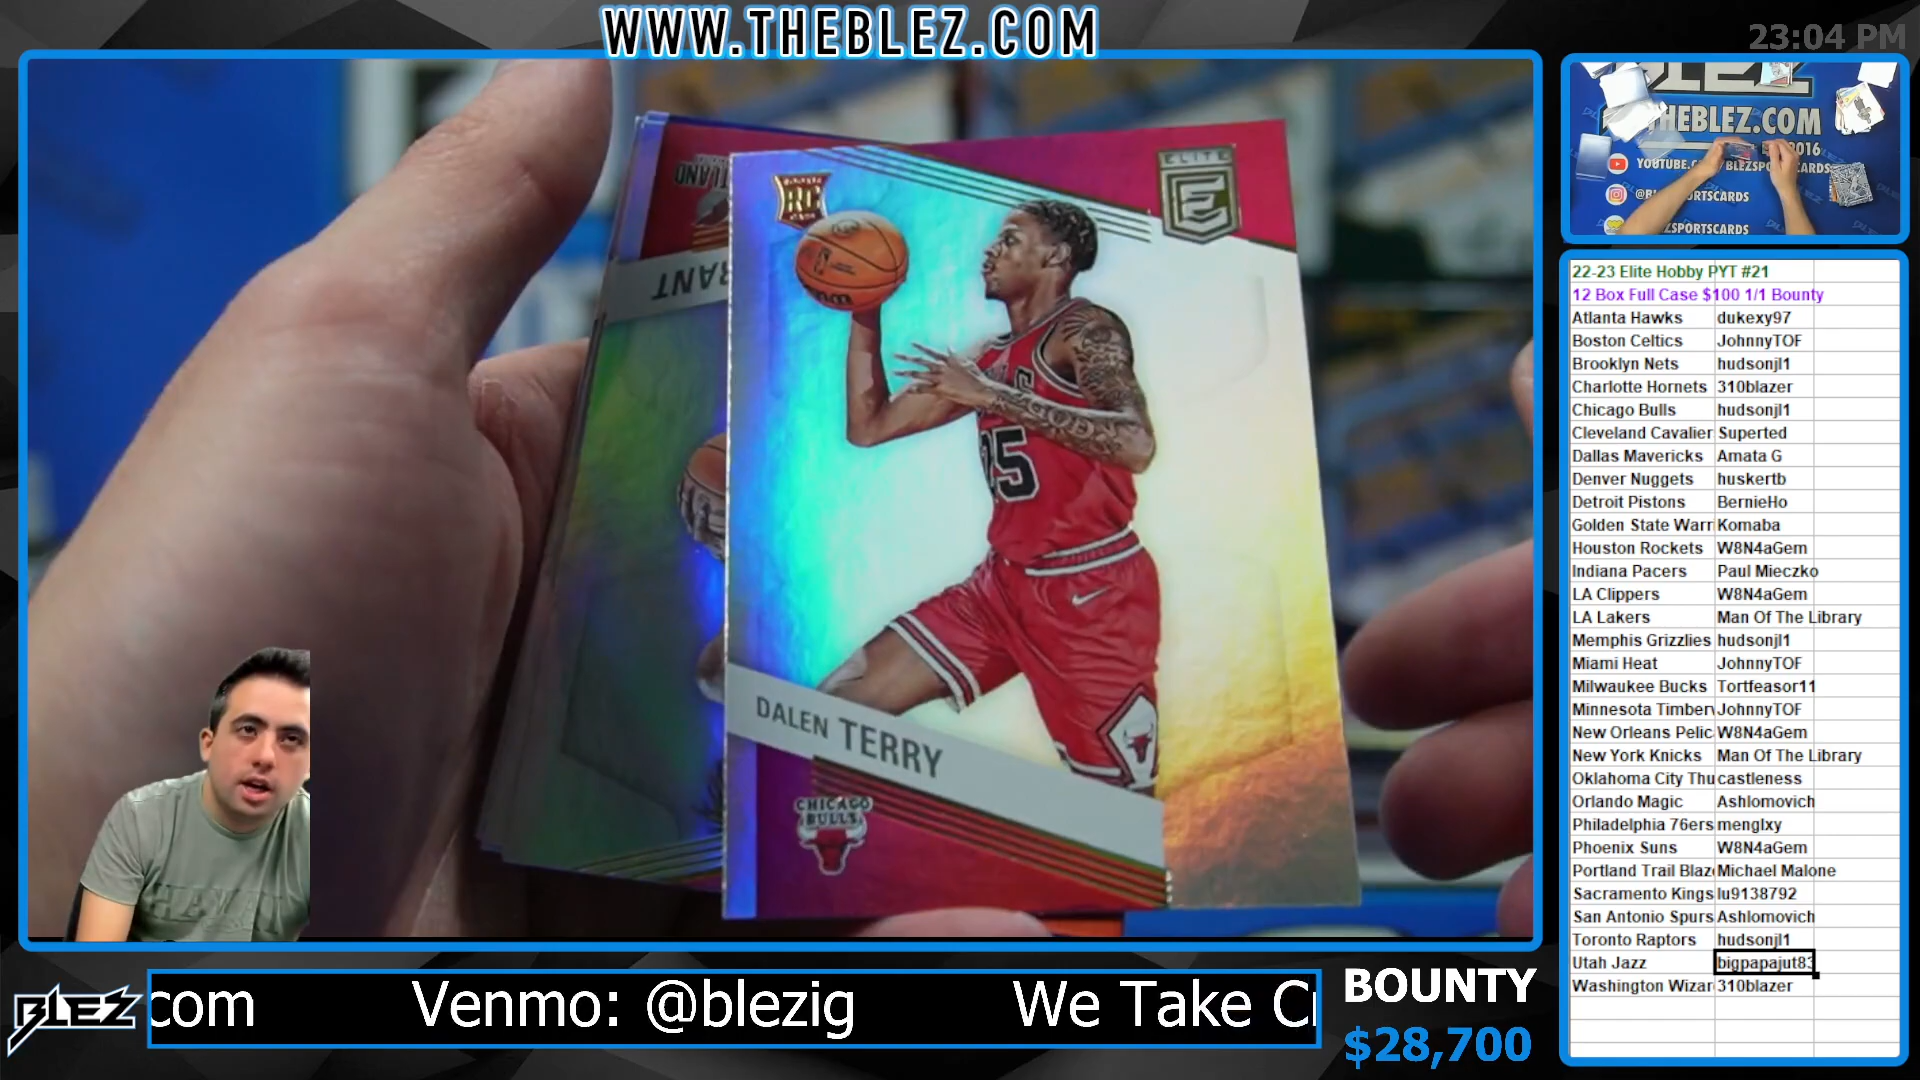 WWW.THEBLEZ.COM
23:04 PM
ELITE
E
RC
25
DALEN TERRY
CHICAGO
BULLS
BLEZ
THEBLEZ.COM
2016
@BL
22-23 Elite Hobby PYT #21
12 Box Full Case $100 1/1 Bounty
Atlanta Hawks dukexy97
Boston Celtics JohnnyTOF
Brooklyn Nets hudsonjl1
Charlotte Hornets 310blazer
Chicago Bulls hudsonjl1
Cleveland Cavalier Superted
Dallas Mavericks Amata G
Denver Nuggets huskertb
Detroit Pistons BernieHo
Golden State Warr Komaba
Houston Rockets W8N4aGem
Indiana Pacers Paul Mieczko
LA Clippers W8N4aGem
LA Lakers Man Of The Library
Memphis Grizzlies hudsonjl1
Miami Heat JohnnyTOF
Milwaukee Bucks Tortfeasor11
Minnesota Timberv JohnnyTOF
New Orleans Pelic W8N4aGem
New York Knicks Man Of The Library
Oklahoma City Thu castleness
Orlando Magic Ashlomovich
Philadelphia 76ers menglxy
Phoenix Suns W8N4aGem
Portland Trail Blaz Michael Malone
Sacramento Kings lu9138792
San Antonio Spurs Ashlomovich
Toronto Raptors hudsonjl1
Utah Jazz bigpapajut83
Washington Wizar 310blazer
BLEZ
com Venmo: @blezig We Take C
BOUNTY
$28,700